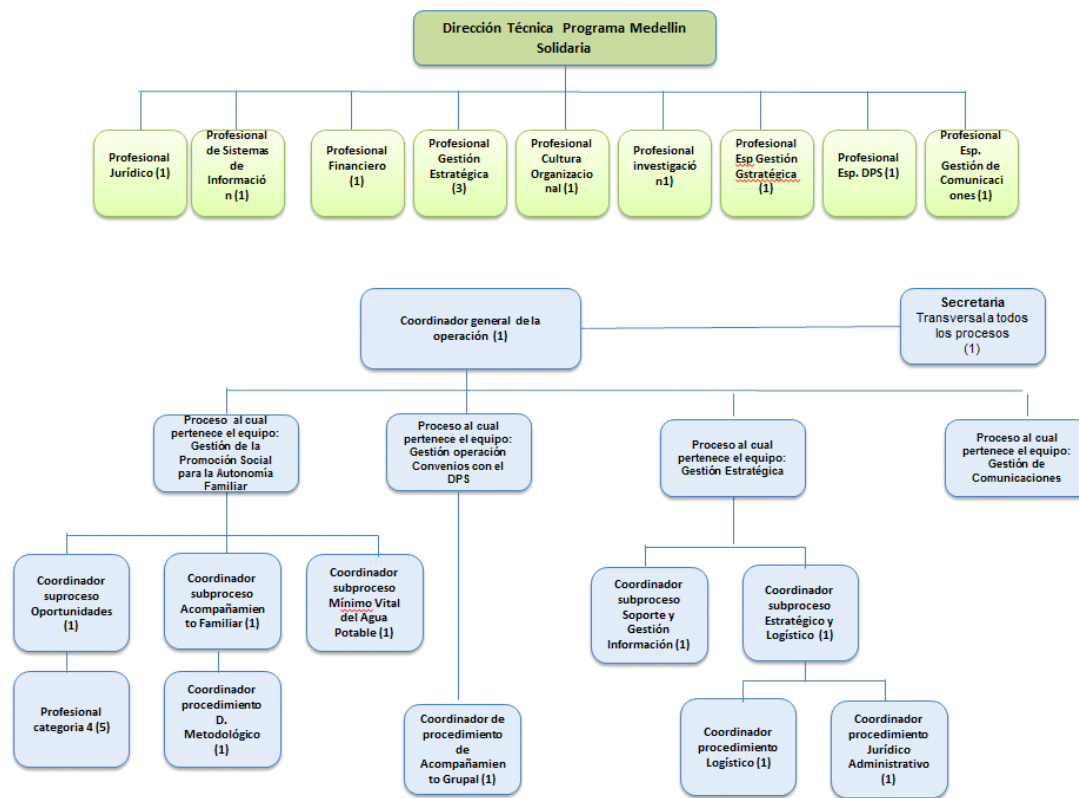 Dirección Técnica Programa Medellin
Solidaria
Profesional
Jurídico (1)
Profesional
de Sistemas
de
Informació
n (1)
Profesional
Financiero
(1)
Profesional
Gestión
Estratégica
(3)
Profesional
Cultura
Organizacio
nal (1)
Profesional
investigación1)
Profesional
Esp Gestión
Gstratégica
(1)
Profesional
Esp. DPS (1)
Profesional
Esp.
Gestión de
Comunicaci
ones (1)
Coordinador general de la
operación (1)
Secretaria
Transversal a todos
los procesos
(1)
Proceso al cual
pertenece el equipo:
Gestión de la
Promoción Social
para la Autonomía
Familiar
Proceso al cual
pertenece el equipo:
Gestión operación
Convenios con el
DPS
Proceso al cual
pertenece el equipo:
Gestión Estratégica
Proceso al cual
pertenece el equipo:
Gestión de
Comunicaciones
Coordinador
suproceso
Oportunidades
(1)
Coordinador
subproceso
Acompañamien
to Familiar (1)
Coordinador
subproceso
Mínimo Vital
del Agua
Potable (1)
Coordinador
subproceso
Soporte y
Gestión
Información (1)
Coordinador
subproceso
Estratégico y
Logístico (1)
Profesional
categoria 4 (5)
Coordinador
procedimiento
D.
Metodológico
(1)
Coordinador de
procedimiento
de
Acompañamien
to Grupal (1)
Coordinador
procedimiento
Logístico (1)
Coordinador
procedimiento
Jurídico
Administrativo
(1)